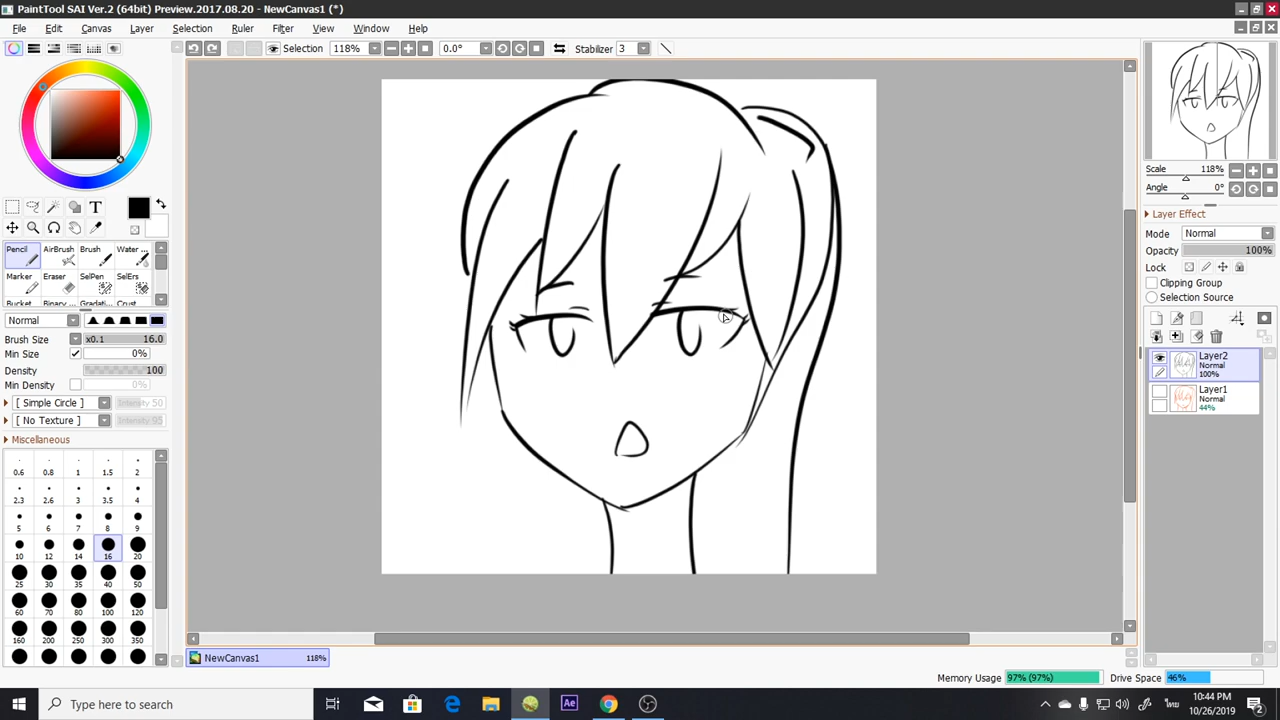 PaintTool SAI Ver.2 (64bit) Preview.2017.08.20 - NewCanvas1 (*)
File Edit Canvas Layer Selection Ruler Filter View Window Help
Selection 118% 0.0° Stabilizer 3
Scale 118%
Angle 0°
Layer Effect
Mode Normal
Opacity 100%
Lock
Clipping Group
Selection Source
Layer2
Normal
100%
Layer1
Normal
44%
T
Pencil AirBrush Brush Water ...
Marker Eraser SelPen SelErs
Bucket Binary ... Gradati... Crust
Normal
Brush Size x0.1 16.0
Min Size 0%
Density 100
Min Density 0%
[ Simple Circle ] Intensity 50
[ No Texture ] Intensity 95
Miscellaneous
0.6 0.8 1 1.5 2
2.3 2.6 3 3.5 4
5 6 7 8 9
10 12 14 16 20
25 30 35 40 50
60 70 80 100 120
160 200 250 300 350
NewCanvas1 118%
Memory Usage 97% (97%) Drive Space 46%
Type here to search
Ae
10:44 PM
10/26/2019
2